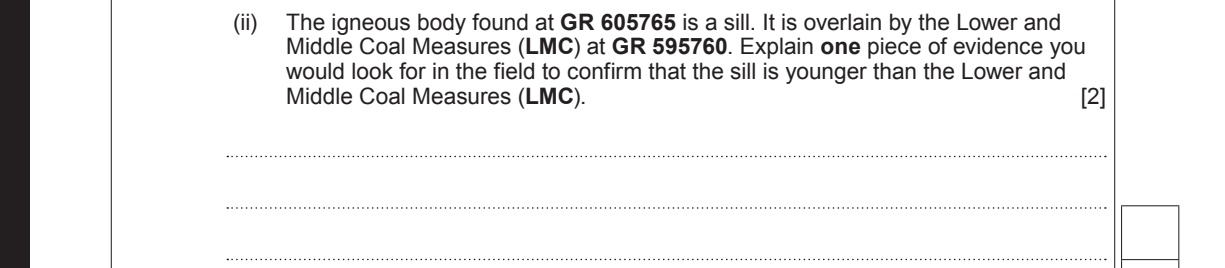 (ii) The igneous body found at GR 605765 is a sill. It is overlain by the Lower and
Middle Coal Measures (LMC) at GR 595760. Explain one piece of evidence you
would look for in the field to confirm that the sill is younger than the Lower and
Middle Coal Measures (LMC). [2]